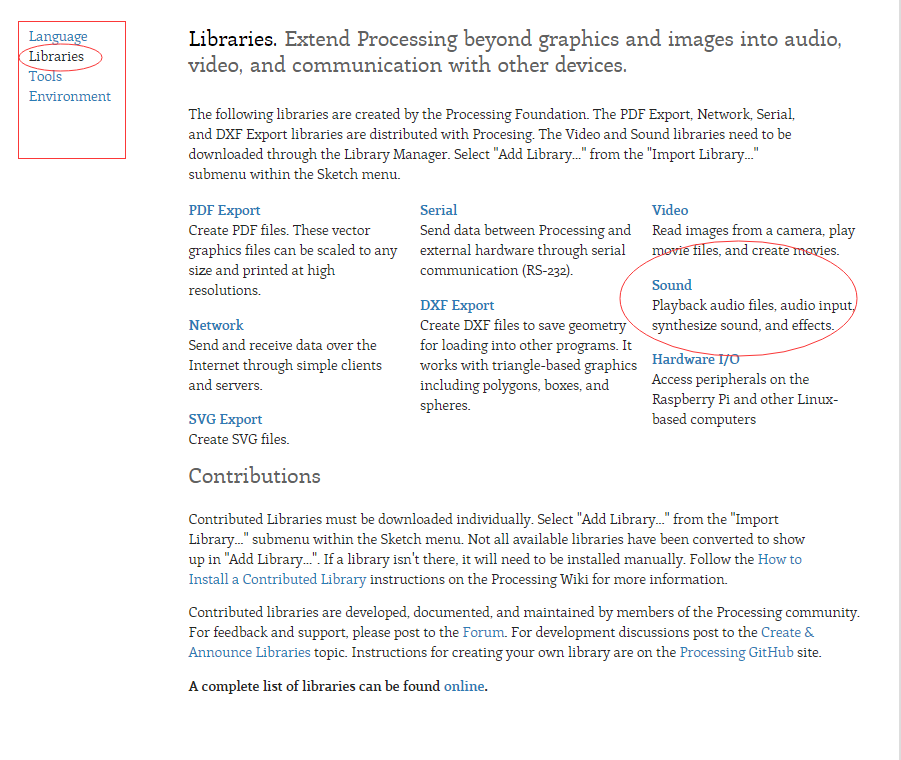 Language
Libraries
Tools
Environment
Libraries. Extend Processing beyond graphics and images into audio,
video, and communication with other devices.
The following libraries are created by the Processing Foundation. The PDF Export, Network, Serial,
and DXF Export libraries are distributed with Procesing. The Video and Sound libraries need to be
downloaded through the Library Manager. Select "Add Library..." from the "Import Library..."
submenu within the Sketch menu.
PDF Export
Create PDF files. These vector
graphics files can be scaled to any
size and printed at high
resolutions.
Network
Send and receive data over the
Internet through simple clients
and servers.
SVG Export
Create SVG files.
Serial
Send data between Processing and
external hardware through serial
communication (RS-232).
DXF Export
Create DXF files to save geometry
for loading into other programs. It
works with triangle-based graphics
including polygons, boxes, and
spheres.
Video
Read images from a camera, play
movie files, and create movies.
Sound
Playback audio files, audio input,
synthesize sound, and effects.
Hardware I/O
Access peripherals on the
Raspberry Pi and other Linux-
based computers
Contributions
Contributed Libraries must be downloaded individually. Select "Add Library..." from the "Import
Library..." submenu within the Sketch menu. Not all available libraries have been converted to show
up in "Add Library...". If a library isn't there, it will need to be installed manually. Follow the How to
Install a Contributed Library instructions on the Processing Wiki for more information.
Contributed libraries are developed, documented, and maintained by members of the Processing community.
For feedback and support, please post to the Forum. For development discussions post to the Create &
Announce Libraries topic. Instructions for creating your own library are on the Processing GitHub site.
A complete list of libraries can be found online.